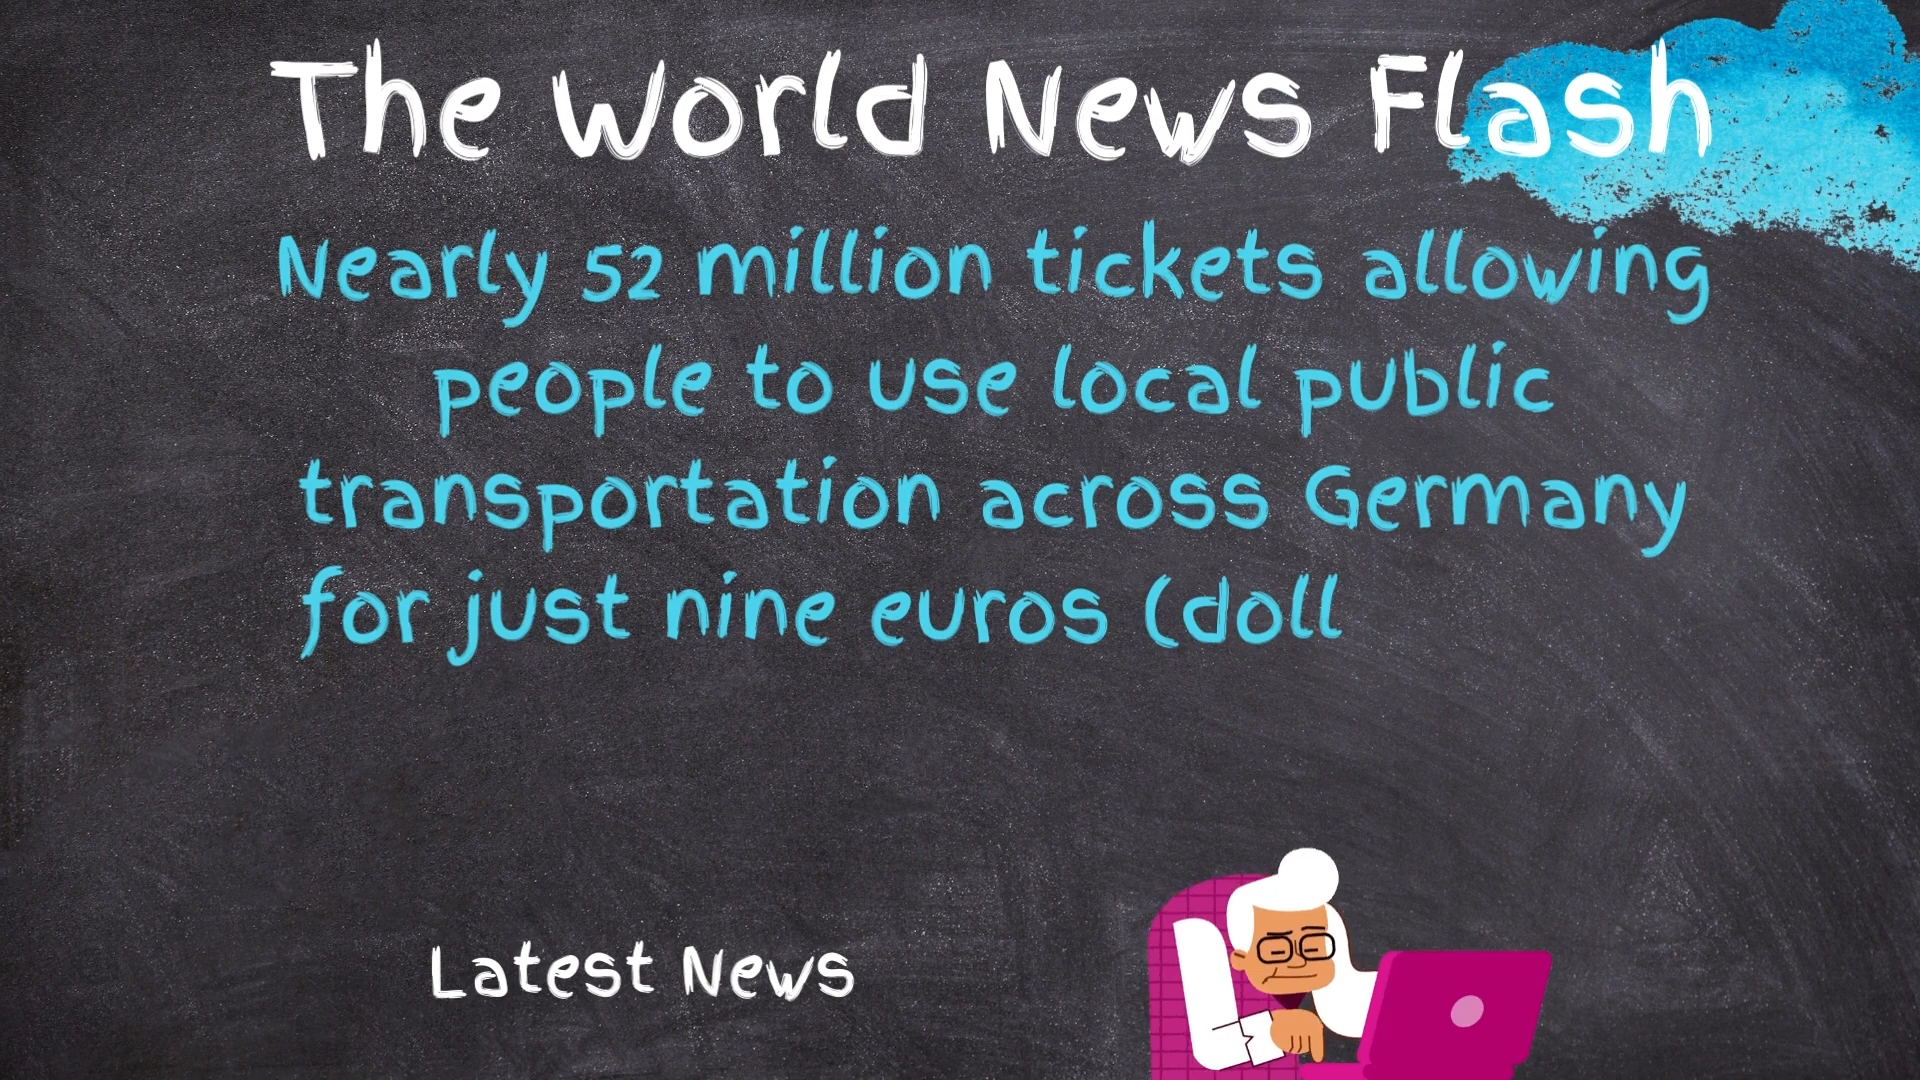 The World News Flash
Nearly 52 million tickets allowing
people to use local public
transportation across Germany
for just nine euros (doll
Latest News